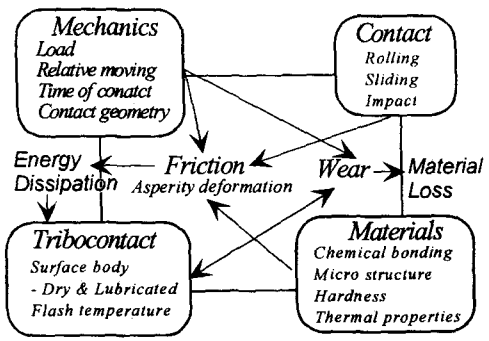 Mechanics
Load
Relative moving
Time of conatct
Contact geometry
Contact
Rolling
Sliding
Impact
Energy
Dissipation
Friction
Asperity deformation
Wear
Material
Loss
Tribocontact
Surface body
- Dry & Lubricated
Flash temperature
Materials
Chemical bonding
Micro structure
Hardness
Thermal properties